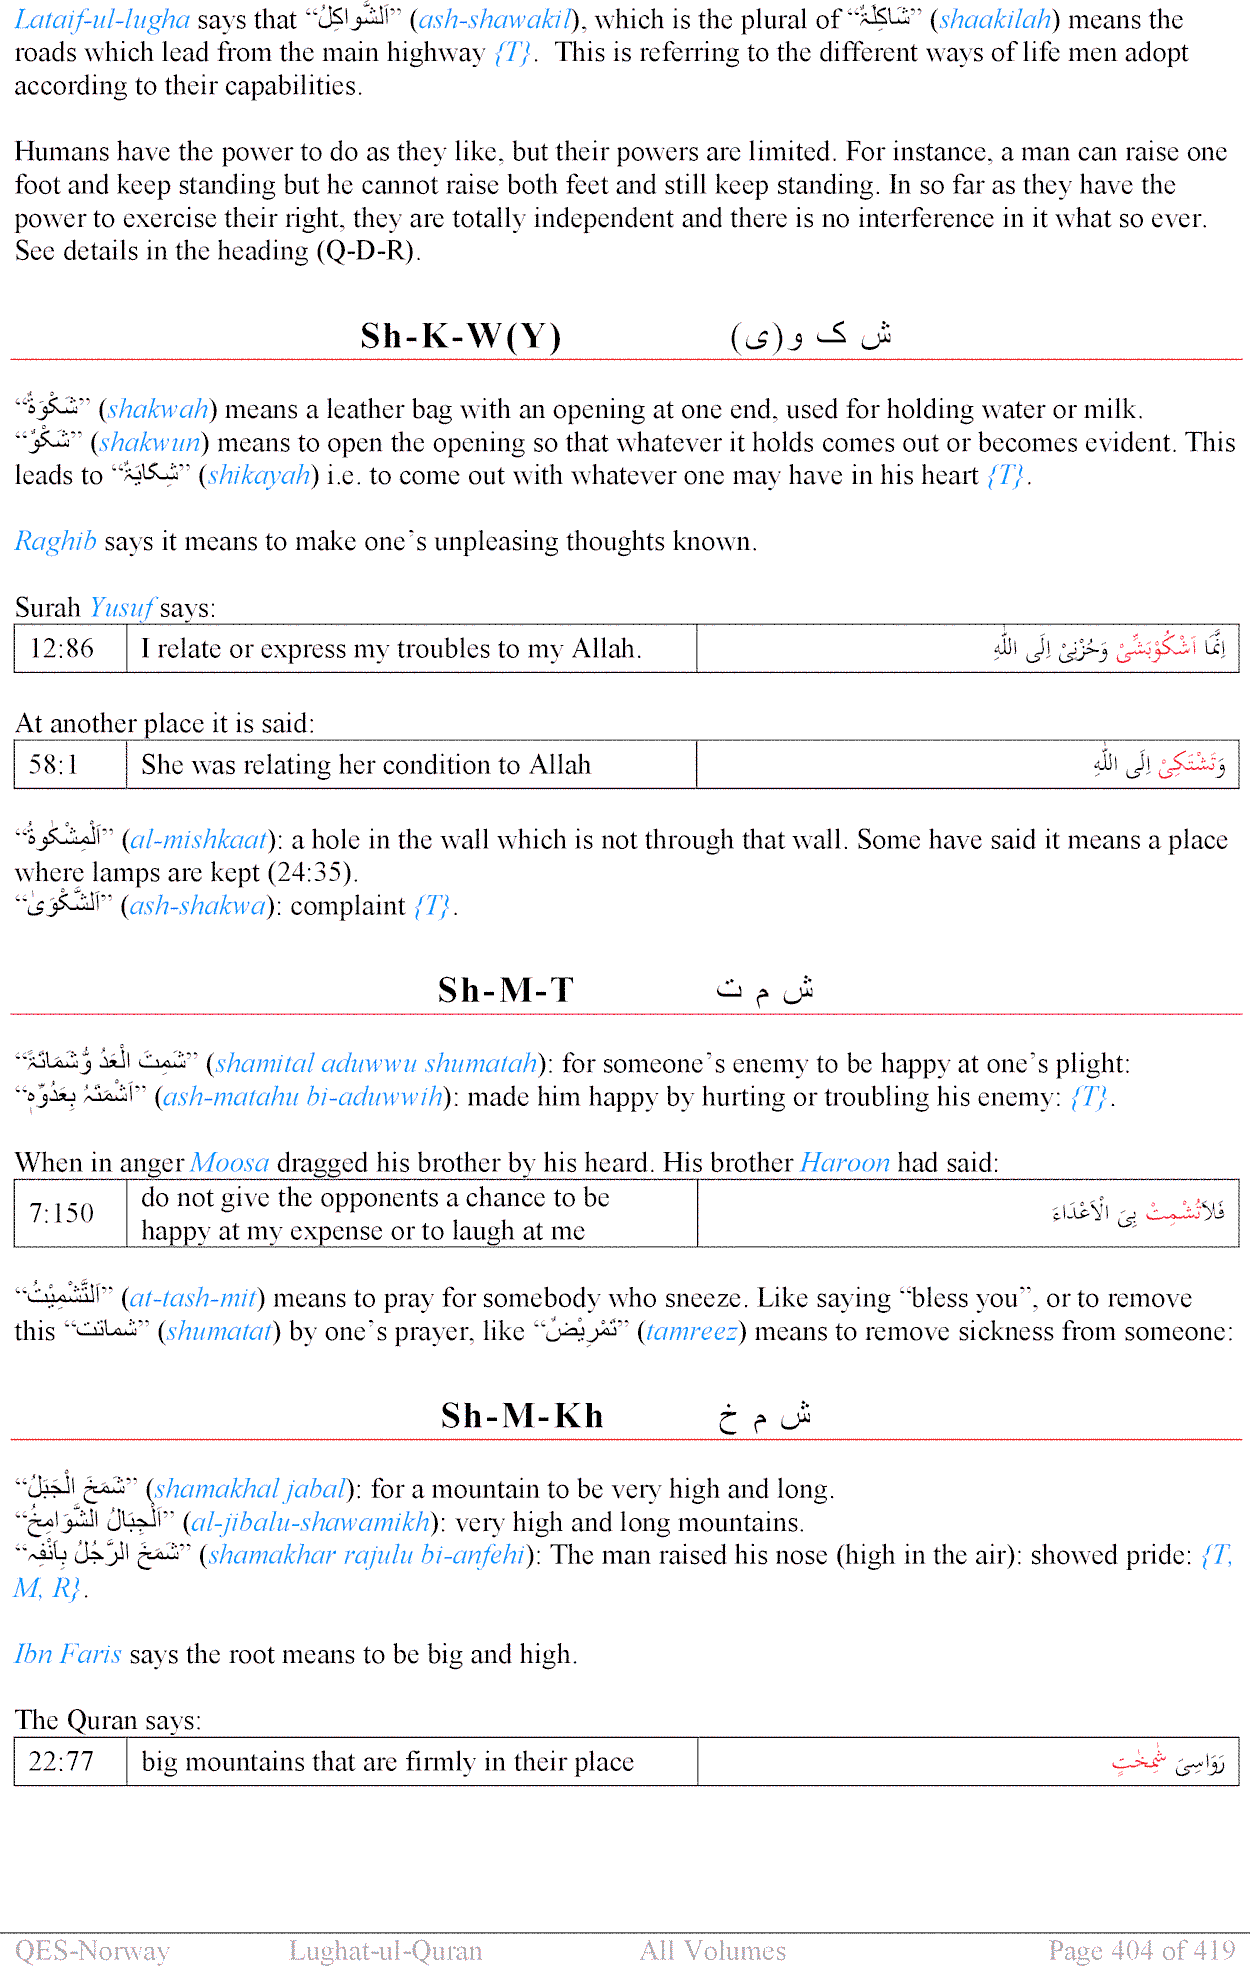 Lataif-ul-lugha says that “اَلشَّوَاکِلُ” (ash-shawakil), which is the plural of “شَاکِلَۃٌ” (shaakilah) means the
roads which lead from the main highway {T}. This is referring to the different ways of life men adopt
according to their capabilities.
Humans have the power to do as they like, but their powers are limited. For instance, a man can raise one
foot and keep standing but he cannot raise both feet and still keep standing. In so far as they have the
power to exercise their right, they are totally independent and there is no interference in it what so ever.
See details in the heading (Q-D-R).
Sh-K-W(Y) ش ک و(ی)
“شَکْوَۃٌ” (shakwah) means a leather bag with an opening at one end, used for holding water or milk.
“شَکْوٌ” (shakwun) means to open the opening so that whatever it holds comes out or becomes evident. This
leads to “شِکَایَۃٌ” (shikayah) i.e. to come out with whatever one may have in his heart {T}.
Raghib says it means to make one’s unpleasing thoughts known.
Surah Yusuf says:
12:86 I relate or express my troubles to my Allah. اِنَّمَا اَشْکُوْبَثِّیْ وَحُزْنِیْ اِلَی اللّٰہِ
At another place it is said:
58:1 She was relating her condition to Allah وَتَشْتَکِیْ اِلَی اللّٰہِ
“اَلْمِشْکٰوۃُ” (al-mishkaat): a hole in the wall which is not through that wall. Some have said it means a place
where lamps are kept (24:35).
“اَلشَّکْوَیٰ” (ash-shakwa): complaint {T}.
Sh-M-T ش م ت
“شَمِتَ الْعَدُ وُّشَمَاتَۃً” (shamital aduwwu shumatah): for someone’s enemy to be happy at one’s plight:
“اَشْمَتَہُ بِعَدُوِّہٖ” (ash-matahu bi-aduwwih): made him happy by hurting or troubling his enemy: {T}.
When in anger Moosa dragged his brother by his heard. His brother Haroon had said:
7:150 do not give the opponents a chance to be فَلاَتُشْمِتْ بِیَ الْاَعْدَاءَ
happy at my expense or to laugh at me
“اَلتَّشْمِیْتُ” (at-tash-mit) means to pray for somebody who sneeze. Like saying “bless you”, or to remove
this “شماتت” (shumatat) by one’s prayer, like “تَمْرِیْضٌ” (tamreez) means to remove sickness from someone:
Sh-M-Kh ش م خ
“شَمَخَ الْجَبَلُ” (shamakhal jabal): for a mountain to be very high and long.
“اَلْجِبَالُ الشَّوَامِخُ” (al-jibalu-shawamikh): very high and long mountains.
“شَمَخَ الرَّجُلُ بِاَنْفِہٖ” (shamakhar rajulu bi-anfehi): The man raised his nose (high in the air): showed pride: {T,
M, R}.
Ibn Faris says the root means to be big and high.
The Quran says:
22:77 big mountains that are firmly in their place رَوَاسِیَ شٰمِخٰتٍ
QES-Norway Lughat-ul-Quran All Volumes Page 404 of 419